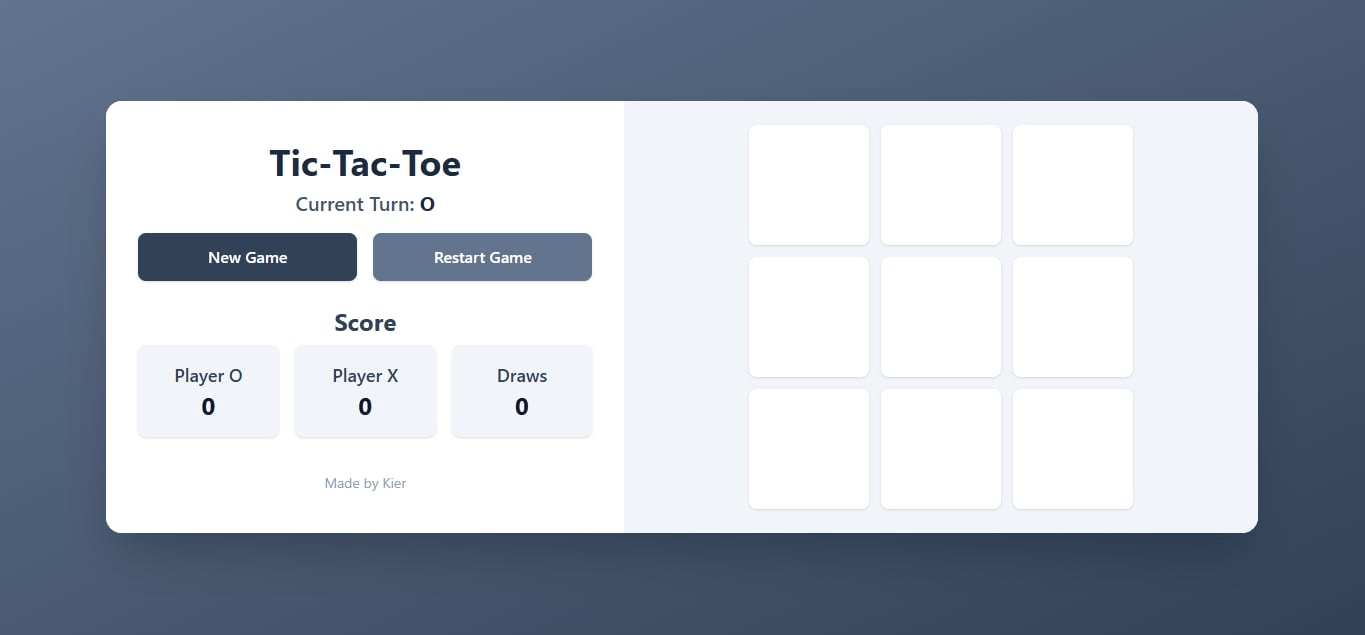 Tic-Tac-Toe
Current Turn: O
New Game
Restart Game
Score
Player O
0
Player X
0
Draws
0
Made by Kier